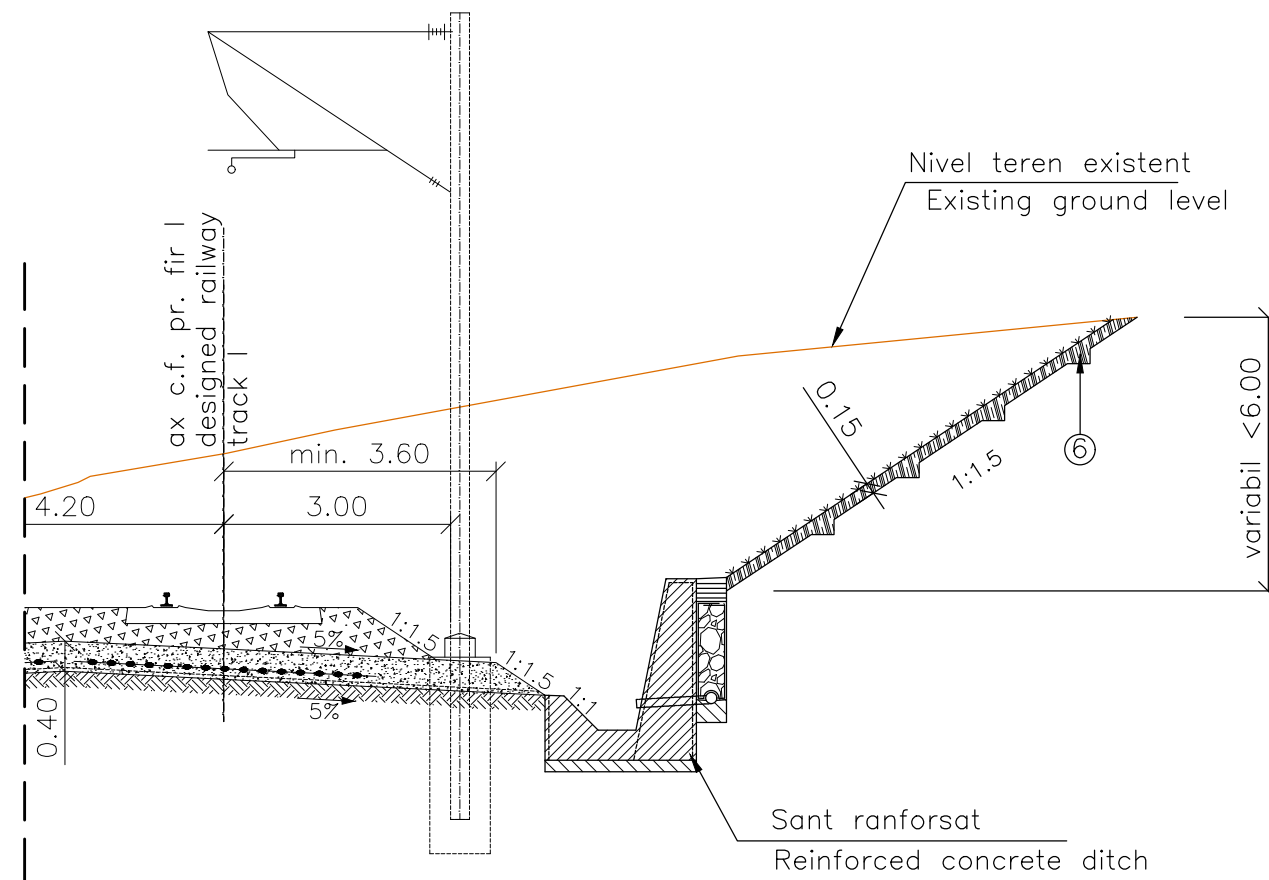 Nivel teren existent
Existing ground level
ax c.f. pr. fir I
designed railway
track I
min. 3.60
4.20
3.00
0.15
1:1.5
6
variabil <6.00
1:1.5
5%
1:1.5
1:1
5%
0.40
Sant ranforsat
Reinforced concrete ditch